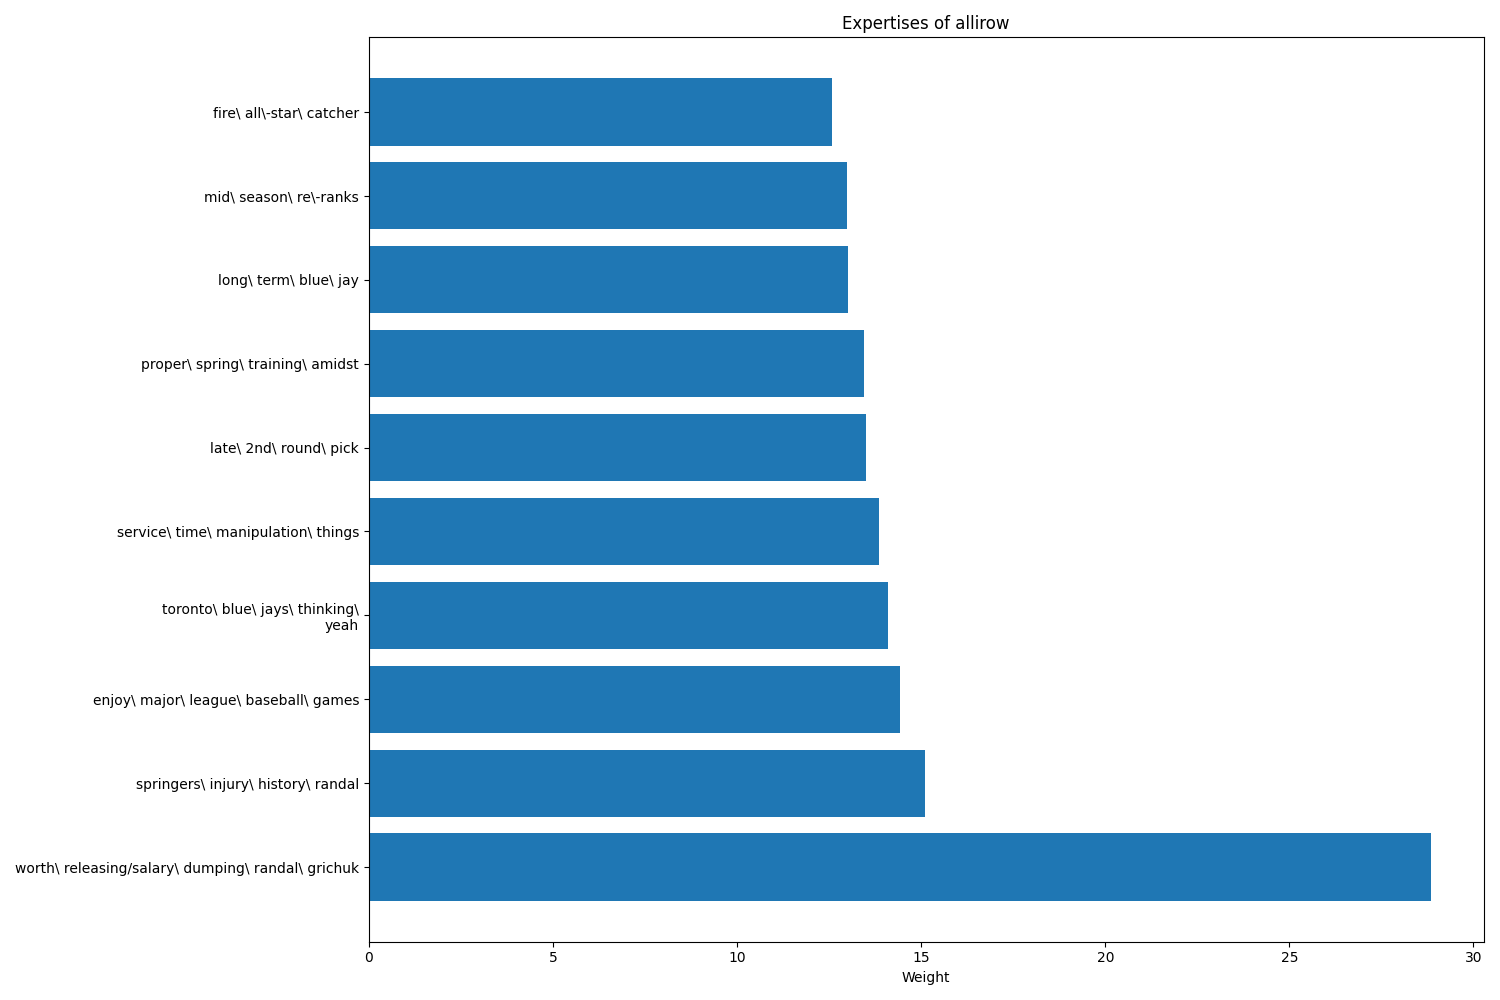 Expertises of allirow
fire\ all\-star\ catcher
mid\ season\ re\-ranks
long\ term\ blue\ jay
proper\ spring\ training\ amidst
late\ 2nd\ round\ pick
service\ time\ manipulation\ things
toronto\ blue\ jays\ thinking\
yeah
enjoy\ major\ league\ baseball\ games
springers\ injury\ history\ randal
worth\ releasing/salary\ dumping\ randal\ grichuk
0 5 10 15 20 25 30
Weight